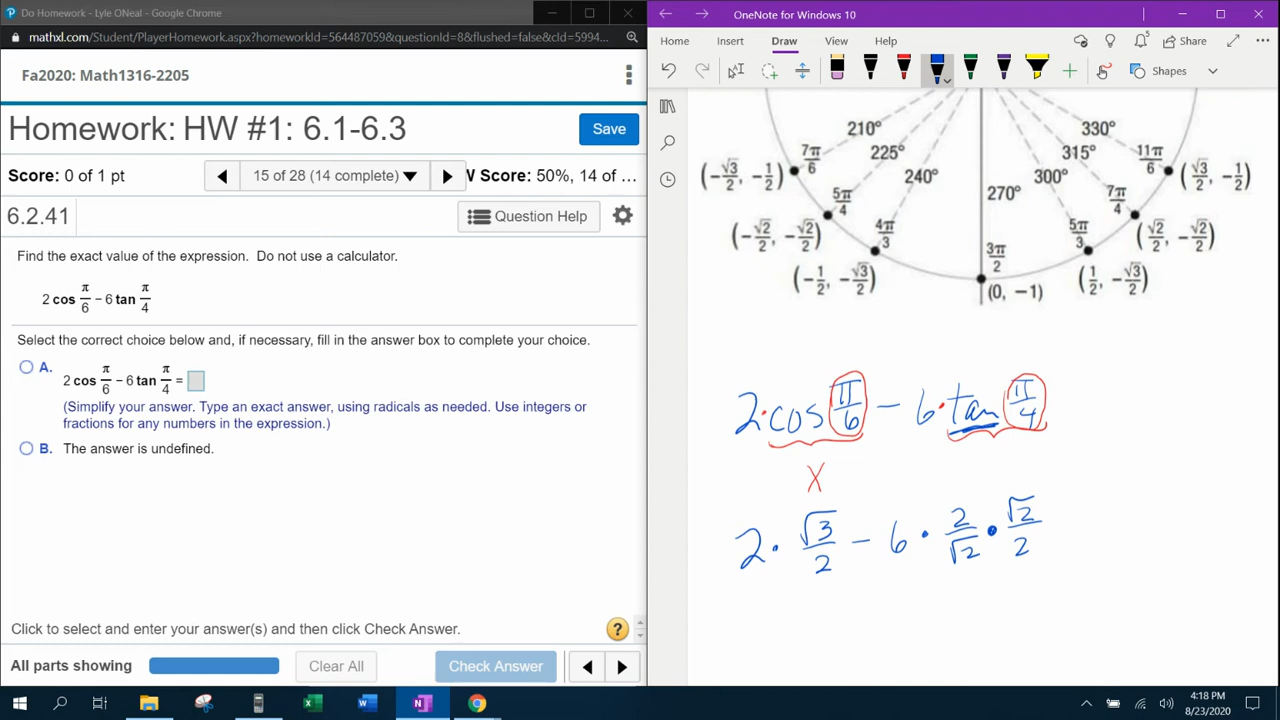 Do Homework - Lyle ONeal - Google Chrome
mathxl.com/Student/PlayerHomework.aspx?homeworkId=5644870598&questionId=8&flushed=false&cId=5994...
Fa2020: Math1316-2205
Homework: HW #1: 6.1-6.3
Save
Score: 0 of 1 pt
15 of 28 (14 complete)
W Score: 50%, 14 of ...
6.2.41
Question Help
Find the exact value of the expression. Do not use a calculator.
2 cos π/6 − 6 tan π/4
Select the correct choice below and, if necessary, fill in the answer box to complete your choice.
A. 2 cos π/6 − 6 tan π/4 =
(Simplify your answer. Type an exact answer, using radicals as needed. Use integers or
fractions for any numbers in the expression.)
B. The answer is undefined.
Click to select and enter your answer(s) and then click Check Answer.
?
All parts showing
Clear All
Check Answer
OneNote for Windows 10
Home Insert Draw View Help
Share
Shapes
210° 330°
7π/6 225° 315° 11π/6
(-√3/2, -1/2) 240° 300° (√3/2, -1/2)
5π/4 270° 7π/4
(-√2/2, -√2/2) 4π/3 5π/3 (√2/2, -√2/2)
3π/2
(-1/2, -√3/2) (1/2, -√3/2)
(0, −1)
2·cos π/6 − 6·tan π/4
X
2 · √3/2 − 6 · 2/√2 · √2/2
4:18 PM
8/23/2020